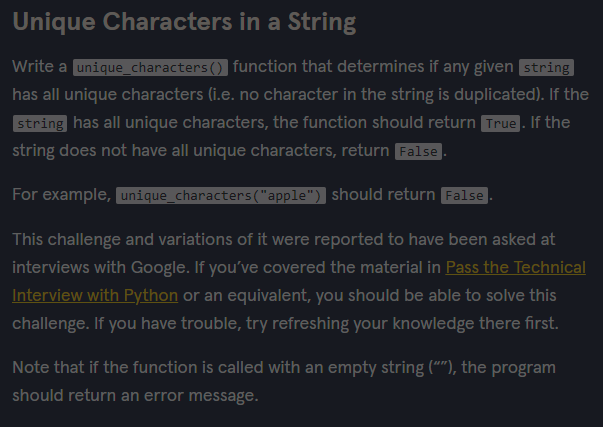 Unique Characters in a String
Write a unique_characters() function that determines if any given string
has all unique characters (i.e. no character in the string is duplicated). If the
string has all unique characters, the function should return True. If the
string does not have all unique characters, return False.
For example, unique_characters("apple") should return False.
This challenge and variations of it were reported to have been asked at
interviews with Google. If you’ve covered the material in Pass the Technical
Interview with Python or an equivalent, you should be able to solve this
challenge. If you have trouble, try refreshing your knowledge there first.
Note that if the function is called with an empty string (“”), the program
should return an error message.